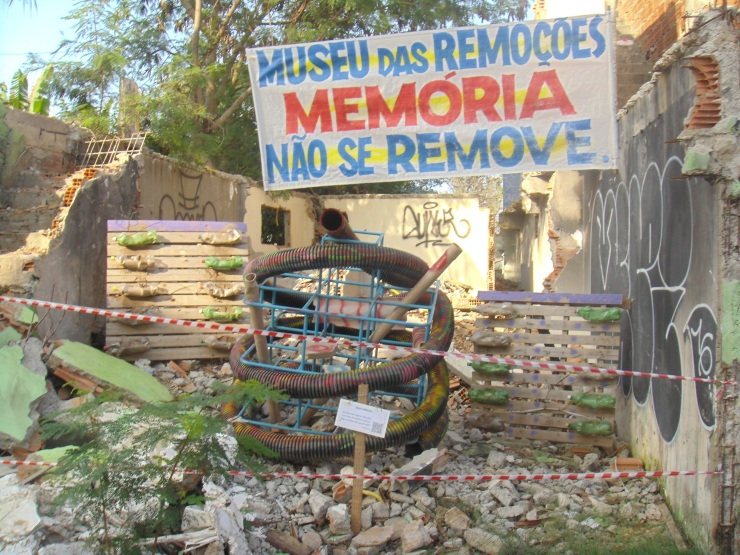 MUSEU DAS REMOÇÕES
MEMÓRIA
NÃO SE REMOVE.